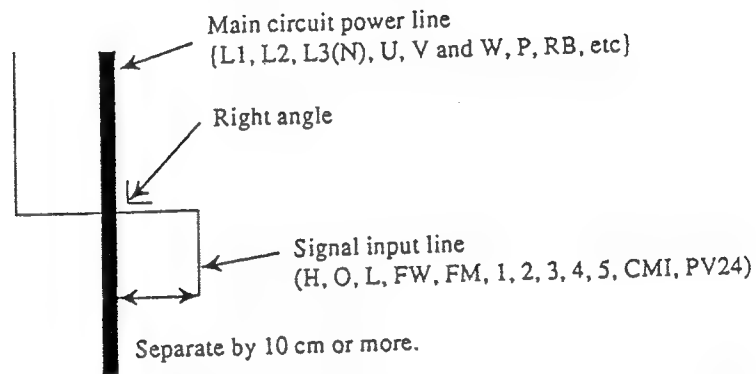 Main circuit power line
{L1, L2, L3(N), U, V and W, P, RB, etc}
Right angle
Signal input line
(H, O, L, FW, FM, 1, 2, 3, 4, 5, CMI, PV24)
Separate by 10 cm or more.